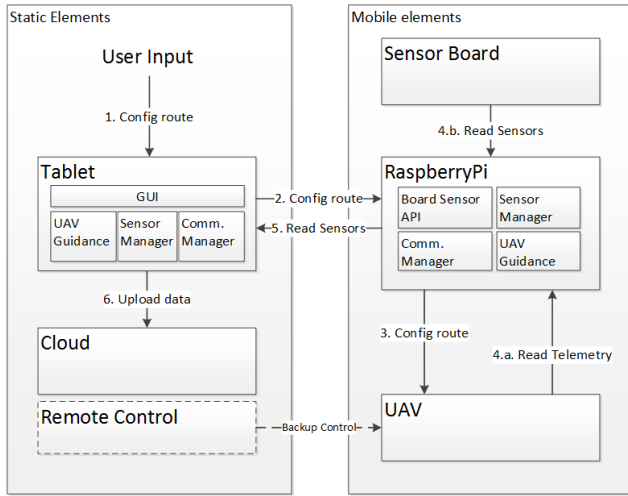 Static Elements
User Input
1. Config route
Tablet
GUI
UAV
Guidance
Sensor
Manager
Comm.
Manager
6. Upload data
Cloud
Remote Control
2. Config route
5. Read Sensors
Backup Control
Mobile elements
Sensor Board
4.b. Read Sensors
RaspberryPi
Board Sensor
API
Sensor
Manager
Comm.
Manager
UAV
Guidance
3. Config route
4.a. Read Telemetry
UAV